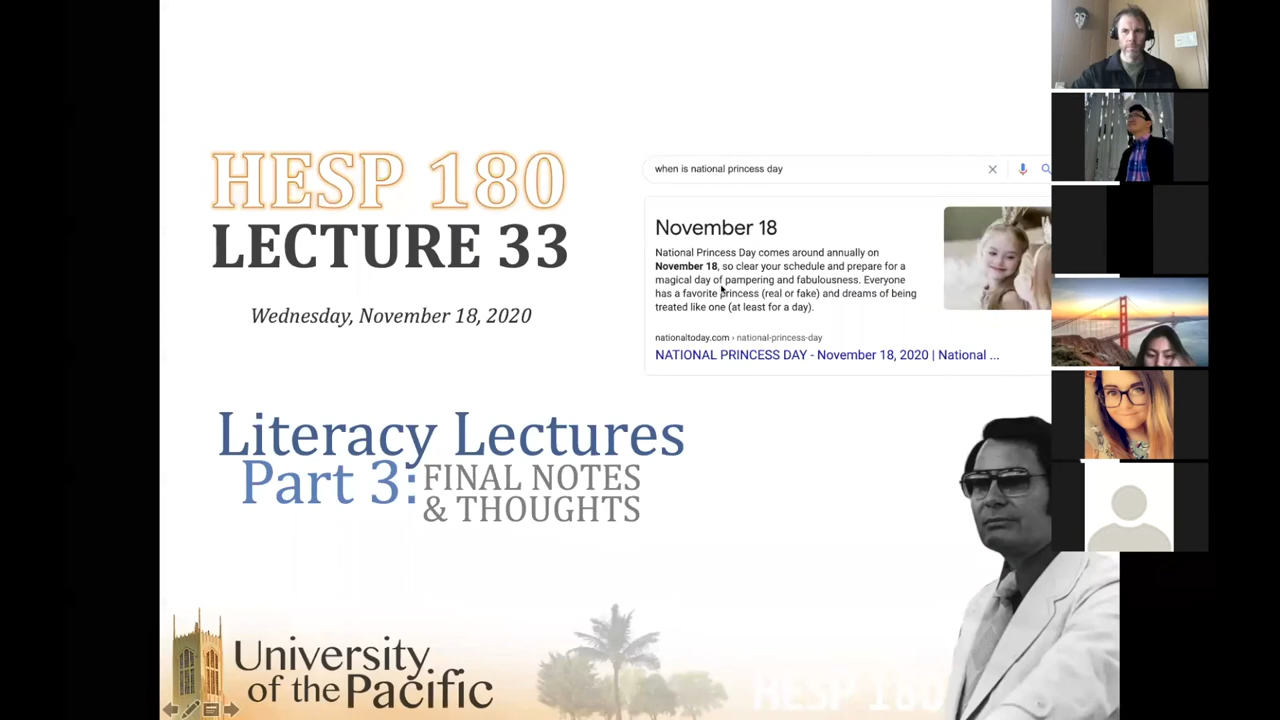 HESP 180
LECTURE 33
Wednesday, November 18, 2020
when is national princess day
November 18
National Princess Day comes around annually on
November 18, so clear your schedule and prepare for a
magical day of pampering and fabulousness. Everyone
has a favorite princess (real or fake) and dreams of being
treated like one (at least for a day).
nationaltoday.com › national-princess-day
NATIONAL PRINCESS DAY - November 18, 2020 | National ...
Literacy Lectures
Part 3: FINAL NOTES
& THOUGHTS
University
of the Pacific
HESP 180